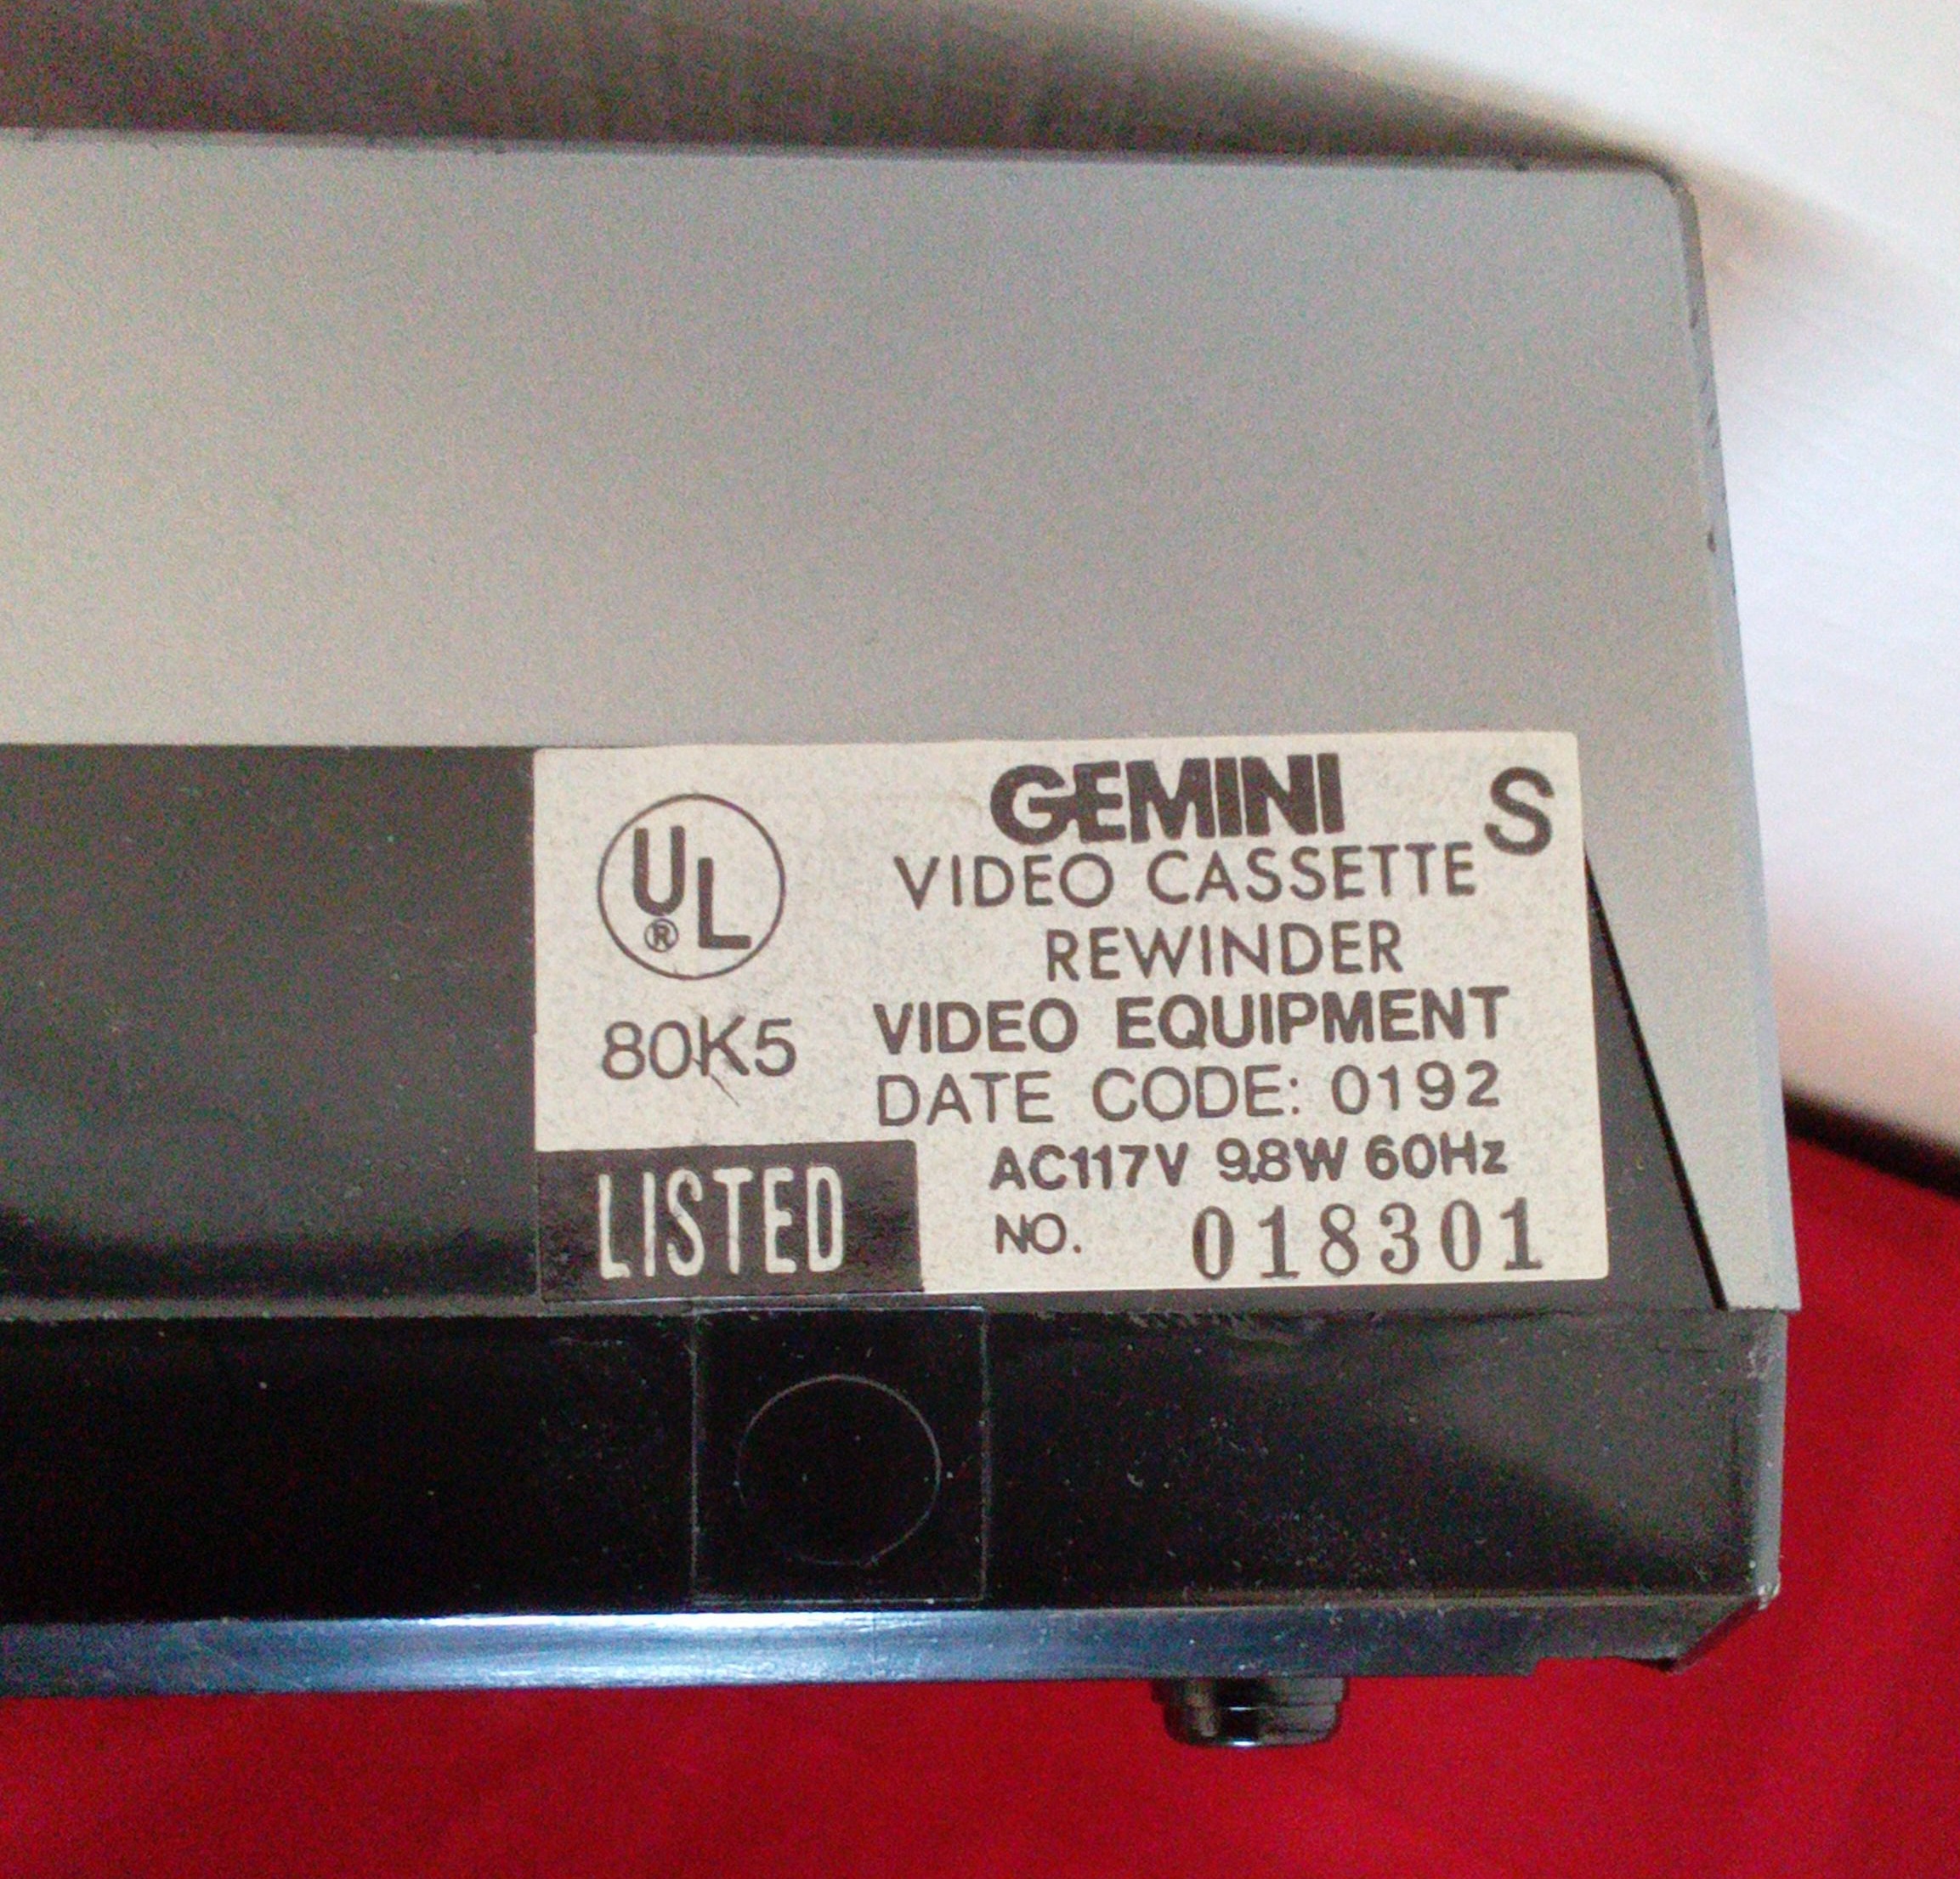 GEMINI S
VIDEO CASSETTE
REWINDER
VIDEO EQUIPMENT
DATE CODE: 0192
AC117V 9.8W 60Hz
NO. 018301
UL
®
80K5
LISTED